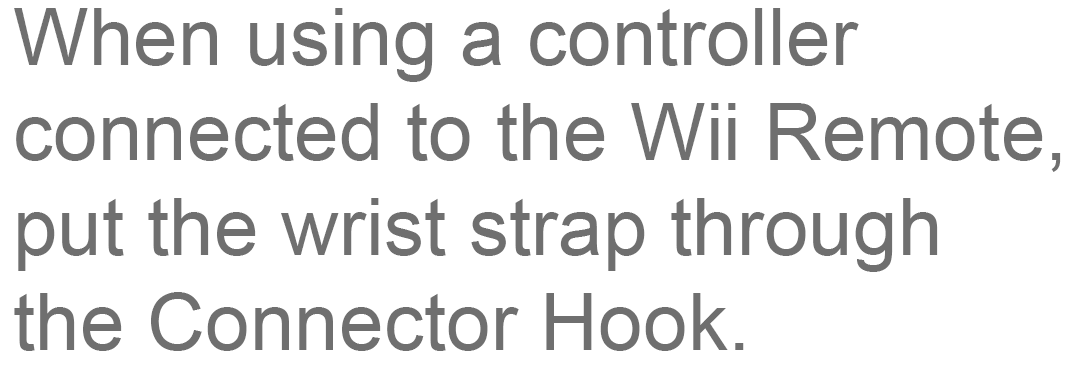 When using a controller
connected to the Wii Remote,
put the wrist strap through
the Connector Hook.